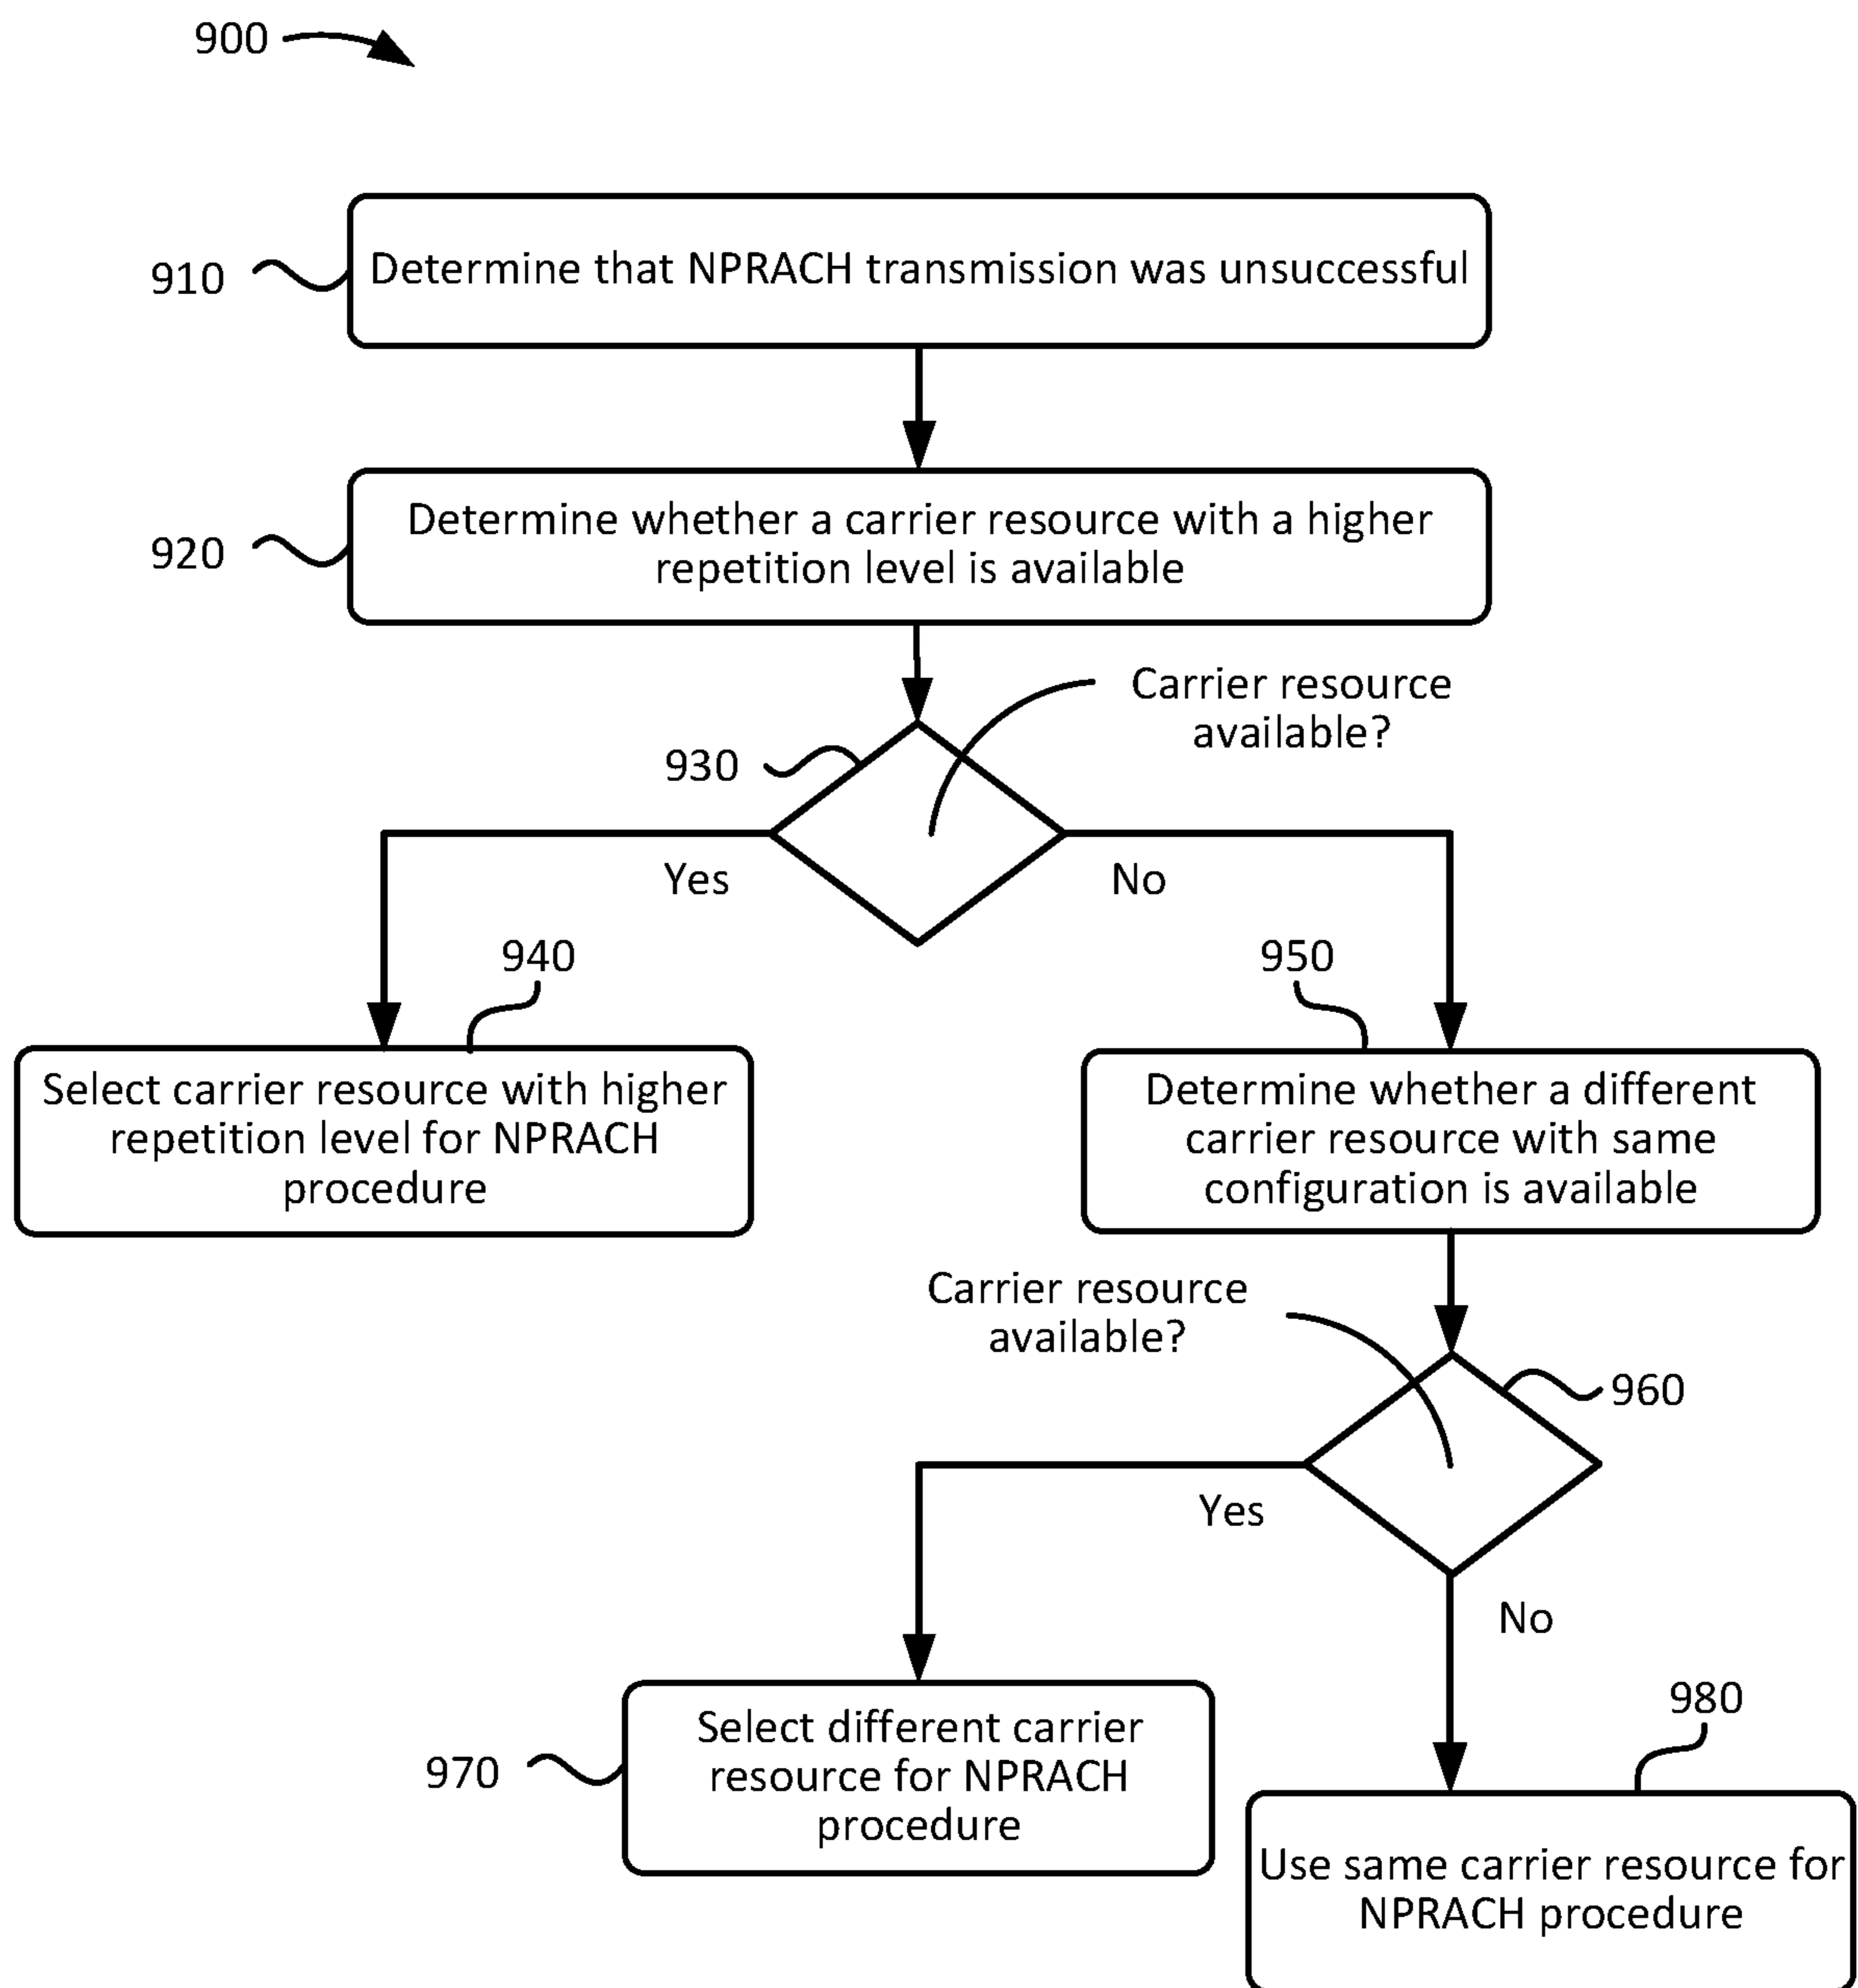 900
910
Determine that NPRACH transmission was unsuccessful
920
Determine whether a carrier resource with a higher
repetition level is available
Carrier resource
available?
930
Yes
No
940
950
Select carrier resource with higher
repetition level for NPRACH
procedure
Determine whether a different
carrier resource with same
configuration is available
Carrier resource
available?
960
Yes
No
970
Select different carrier
resource for NPRACH
procedure
980
Use same carrier resource for
NPRACH procedure